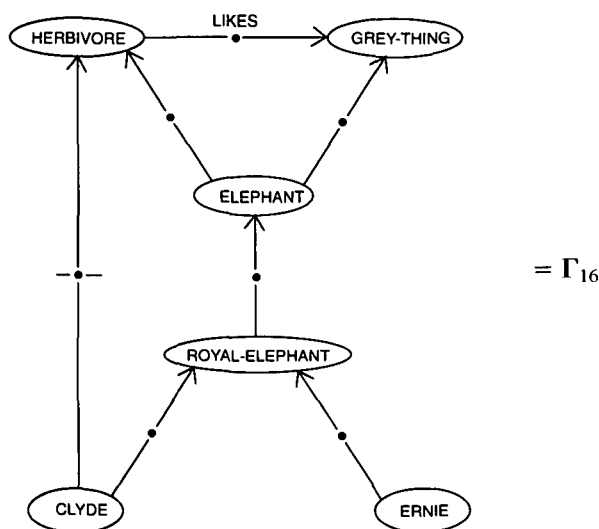 LIKES
HERBIVORE GREY-THING
ELEPHANT
= Γ₁₆
ROYAL-ELEPHANT
CLYDE ERNIE